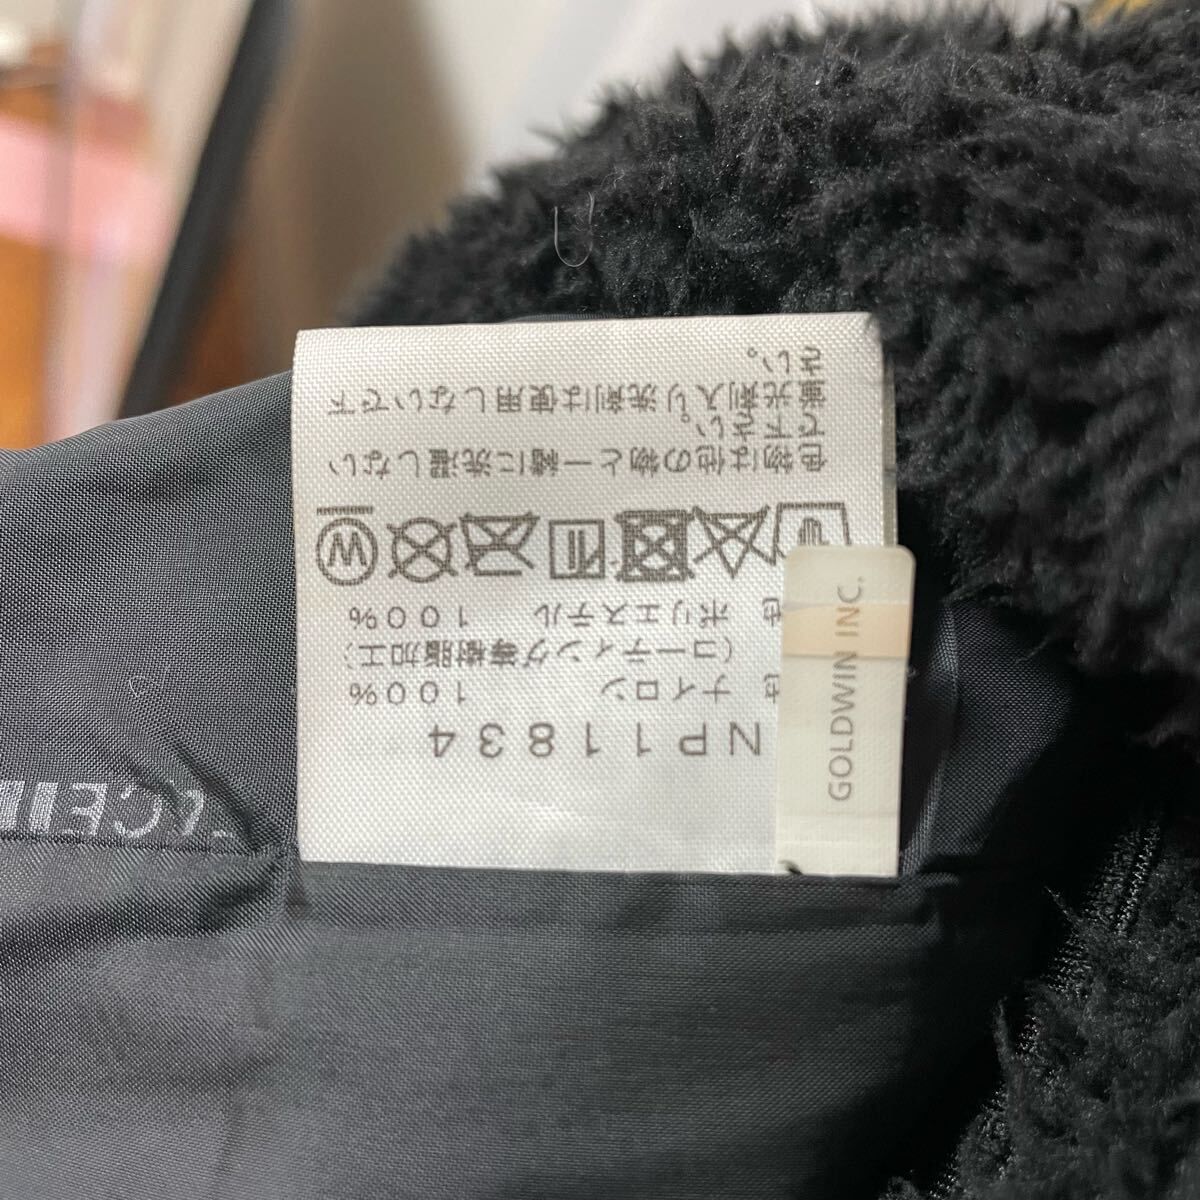 NP11834
ナイロン 100%
(コーティング等樹脂加工)
ポリエステル 100%
W
色物は他の物と一緒に洗濯しない
で下さい。
蛍光剤入り洗剤は使用しないで下
さい。
GOLDWIN INC.